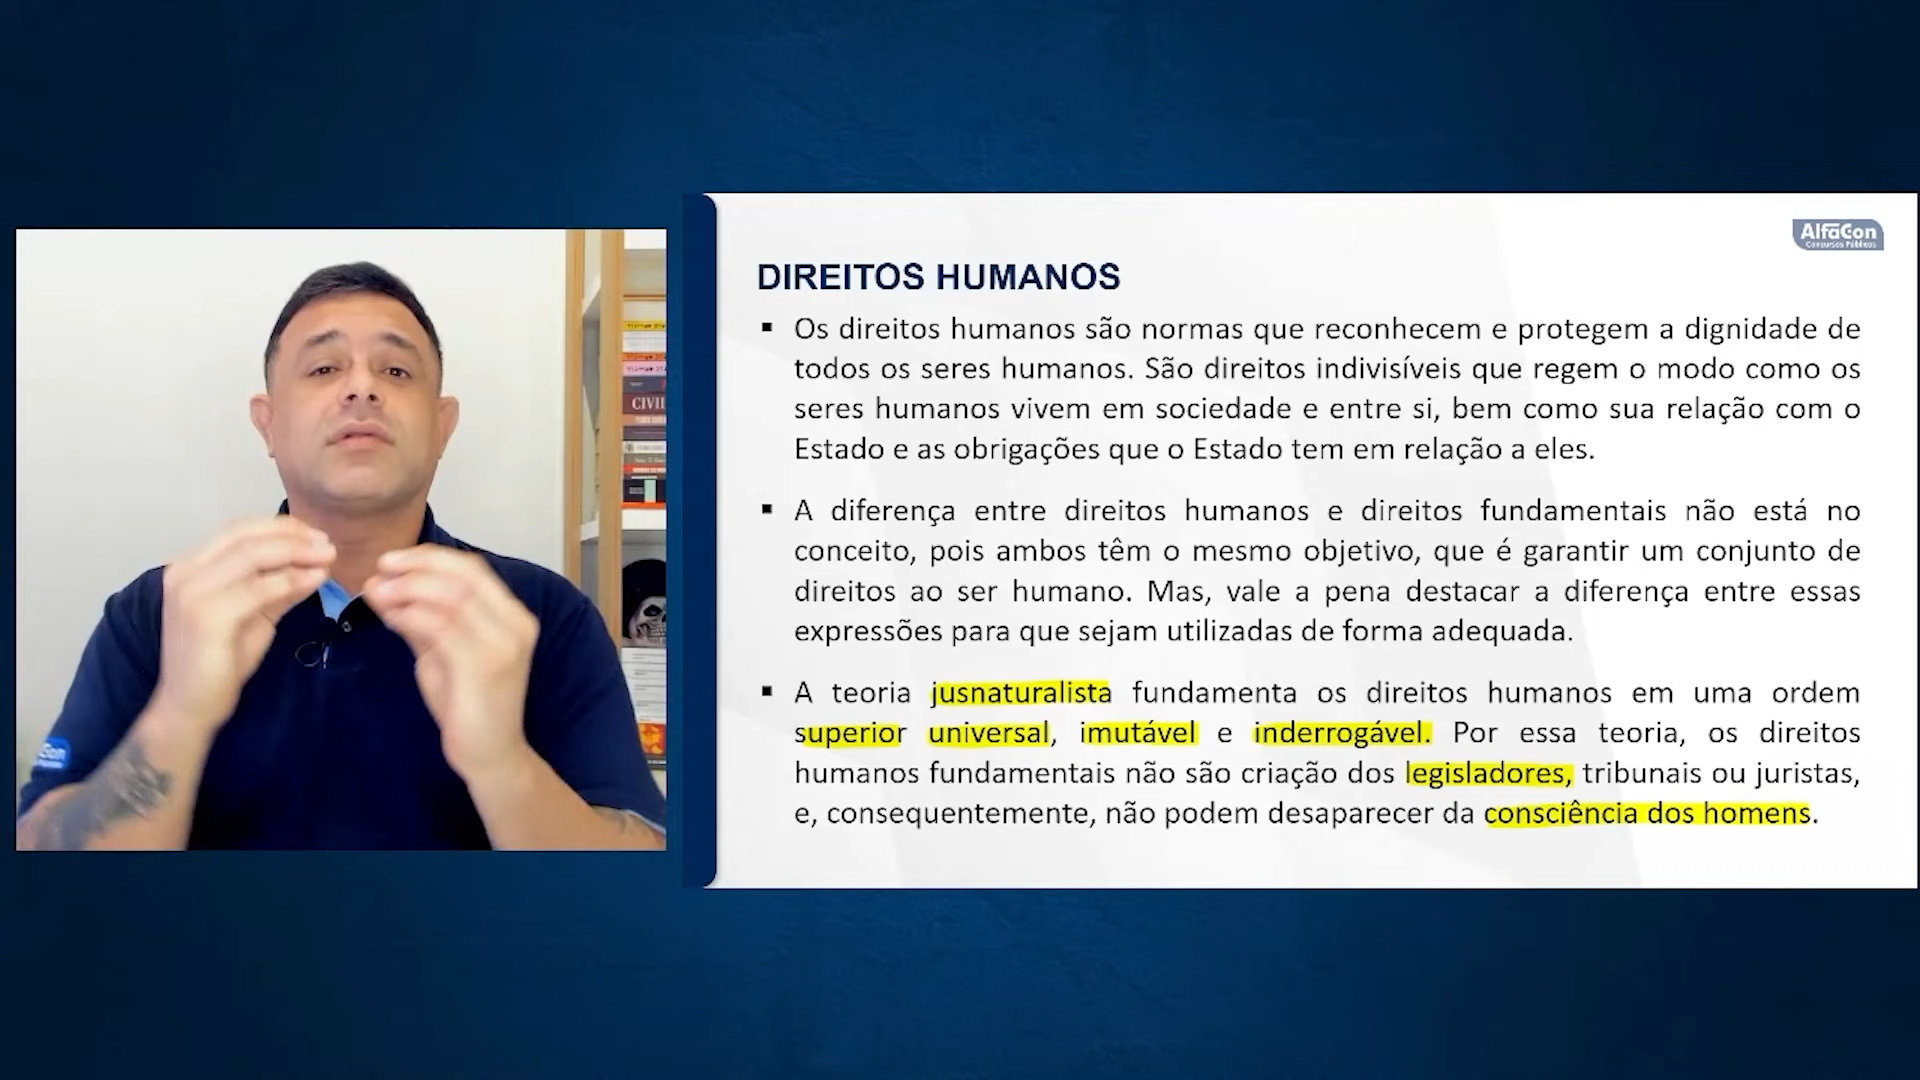 AlfaCon
Concursos Públicos
DIREITOS HUMANOS
▪ Os direitos humanos são normas que reconhecem e protegem a dignidade de
todos os seres humanos. São direitos indivisíveis que regem o modo como os
seres humanos vivem em sociedade e entre si, bem como sua relação com o
Estado e as obrigações que o Estado tem em relação a eles.
▪ A diferença entre direitos humanos e direitos fundamentais não está no
conceito, pois ambos têm o mesmo objetivo, que é garantir um conjunto de
direitos ao ser humano. Mas, vale a pena destacar a diferença entre essas
expressões para que sejam utilizadas de forma adequada.
▪ A teoria jusnaturalista fundamenta os direitos humanos em uma ordem
superior universal, imutável e inderrogável. Por essa teoria, os direitos
humanos fundamentais não são criação dos legisladores, tribunais ou juristas,
e, consequentemente, não podem desaparecer da consciência dos homens.
CIVIL